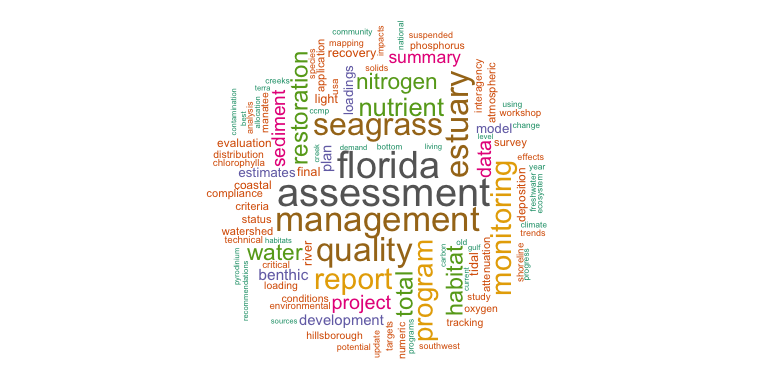 community
national
suspended
mapping
impacts
phosphorus
species
application
recovery
summary
interagency
atmospheric
restoration
usa
loadings
solids
nitrogen
estuary
creeks
terra
light
nutrient
using
workshop
contamination
best
analysis
allocation
manatee
sediment
ccmp
seagrass
model
change
level
evaluation
creek
plan
demand
bottom
living
data
survey
distribution
chlorophylla
florida
effects
estimates
final
year
coastal
assessment
monitoring
deposition
freshwater
ecosystem
compliance
criteria
management
status
climate
watershed
trends
technical
habitats
river
quality
program
carbon
old
gulf
tidal
attenuation
shoreline
progress
pyrodinium
recommendations
water
critical
benthic
report
total
habitat
current
loading
conditions
project
study
environmental
oxygen
sources
development
tracking
hillsborough
update
targets
numeric
programs
potential
southwest